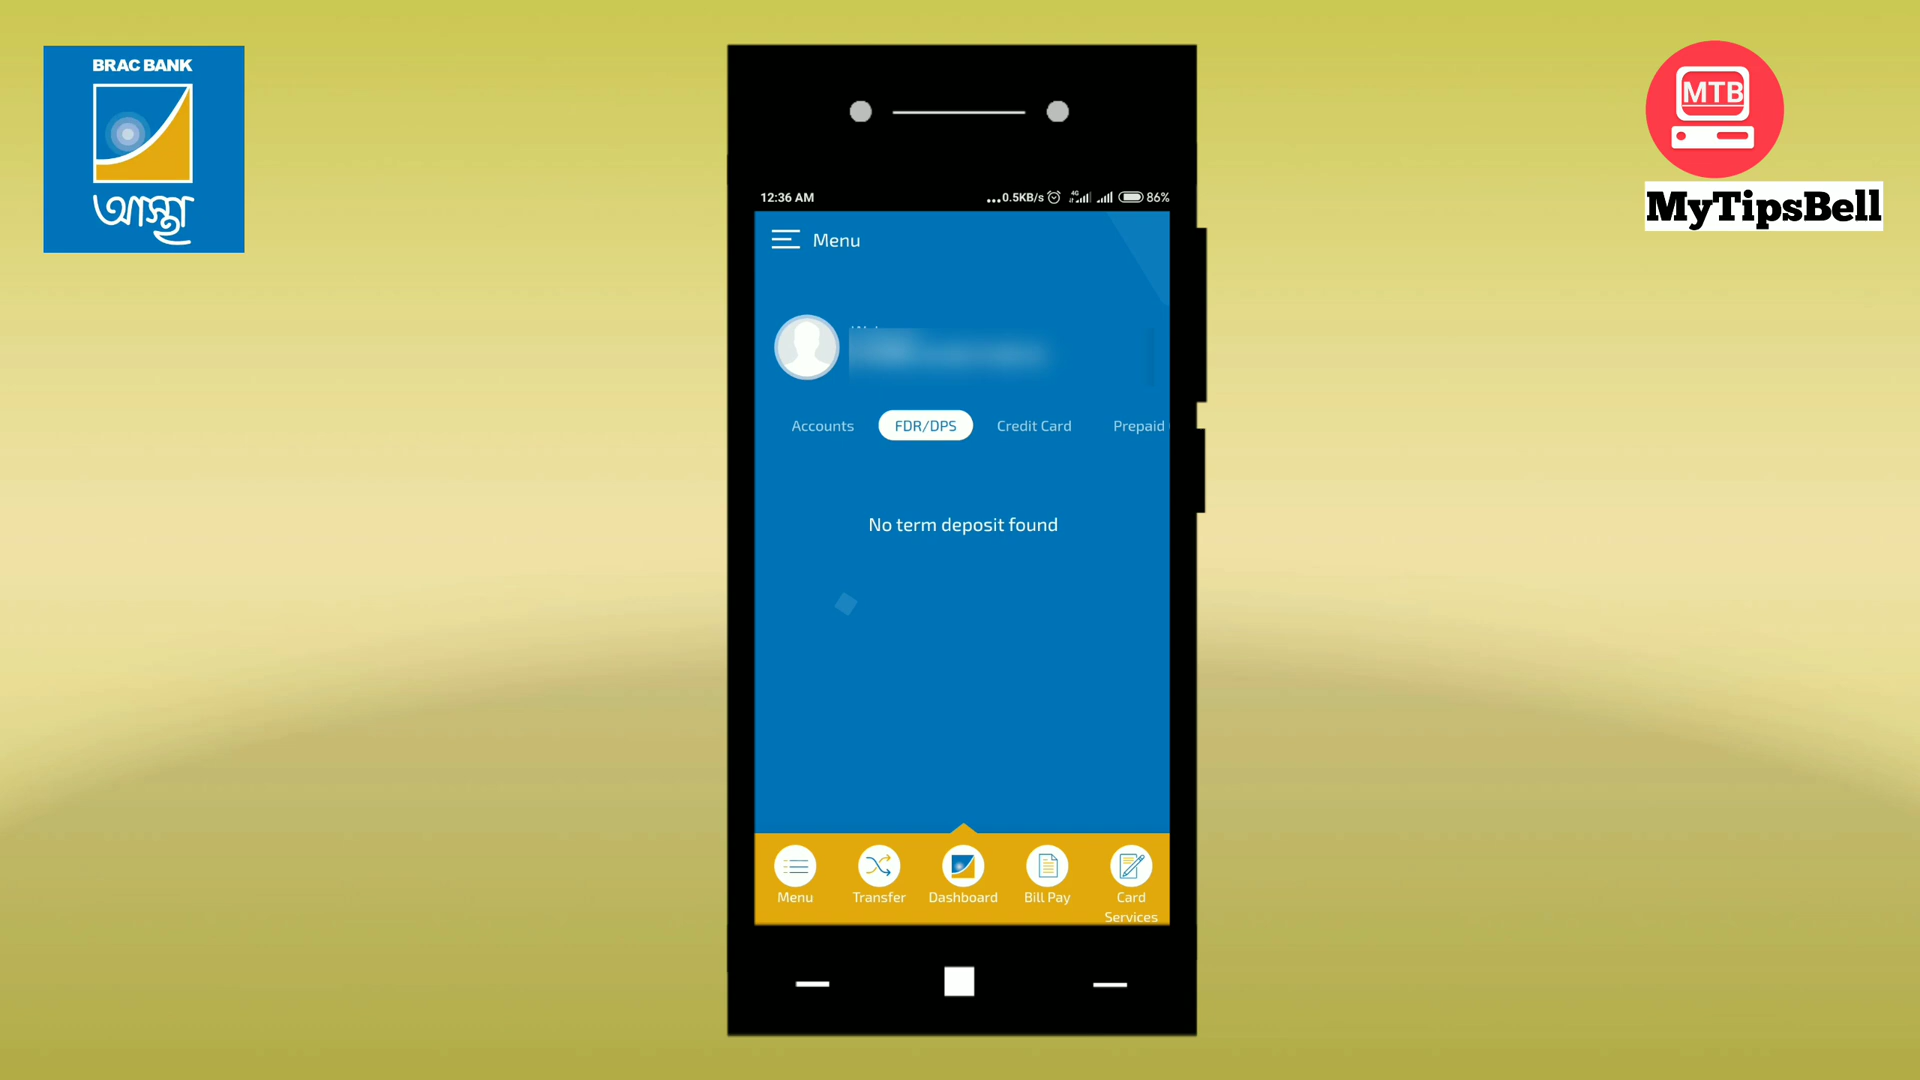 BRAC BANK
আস্থা
MTB
MyTipsBell
12:36 AM
...0.5KB/s 4G 86%
Menu
Accounts FDR/DPS Credit Card Prepaid
No term deposit found
Menu Transfer Dashboard Bill Pay Card Services